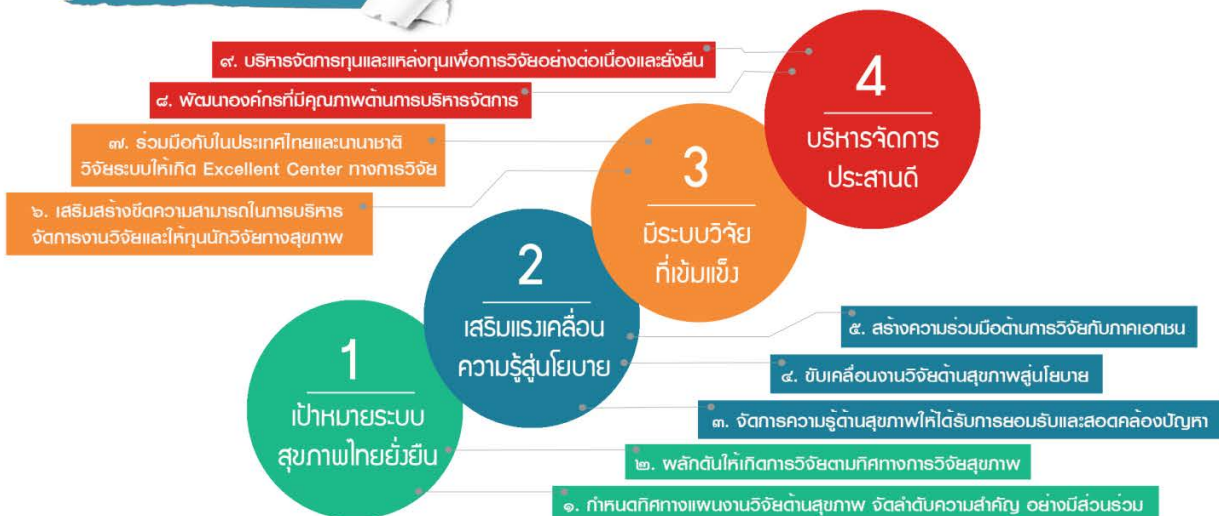 ๙. บริหารจัดการทุนและแหล่งทุนเพื่อการวิจัยอย่างต่อเนื่องและยั่งยืน
๘. พัฒนาองค์กรที่มีคุณภาพด้านการบริหารจัดการ
๗. ร่วมมือกับในประเทศไทยและนานาชาติ
วิจัยระบบให้เกิด Excellent Center ทางการวิจัย
๖. เสริมสร้างขีดความสามารถในการบริหาร
จัดการงานวิจัยและให้ทุนนักวิจัยทางสุขภาพ
4
บริหารจัดการ
ประสานดี
3
มีระบบวิจัย
ที่เข้มแข็ง
2
เสริมแรงเคลื่อน
ความรู้สู่นโยบาย
1
เป้าหมายระบบ
สุขภาพไทยยั่งยืน
๕. สร้างความร่วมมือด้านการวิจัยกับภาคเอกชน
๔. ขับเคลื่อนงานวิจัยด้านสุขภาพสู่นโยบาย
๓. จัดการความรู้ด้านสุขภาพให้ได้รับการยอมรับและสอดคล้องปัญหา
๒. ผลักดันให้เกิดการวิจัยตามทิศทางการวิจัยสุขภาพ
๑. กำหนดทิศทางแผนงานวิจัยด้านสุขภาพ จัดลำดับความสำคัญ อย่างมีส่วนร่วม